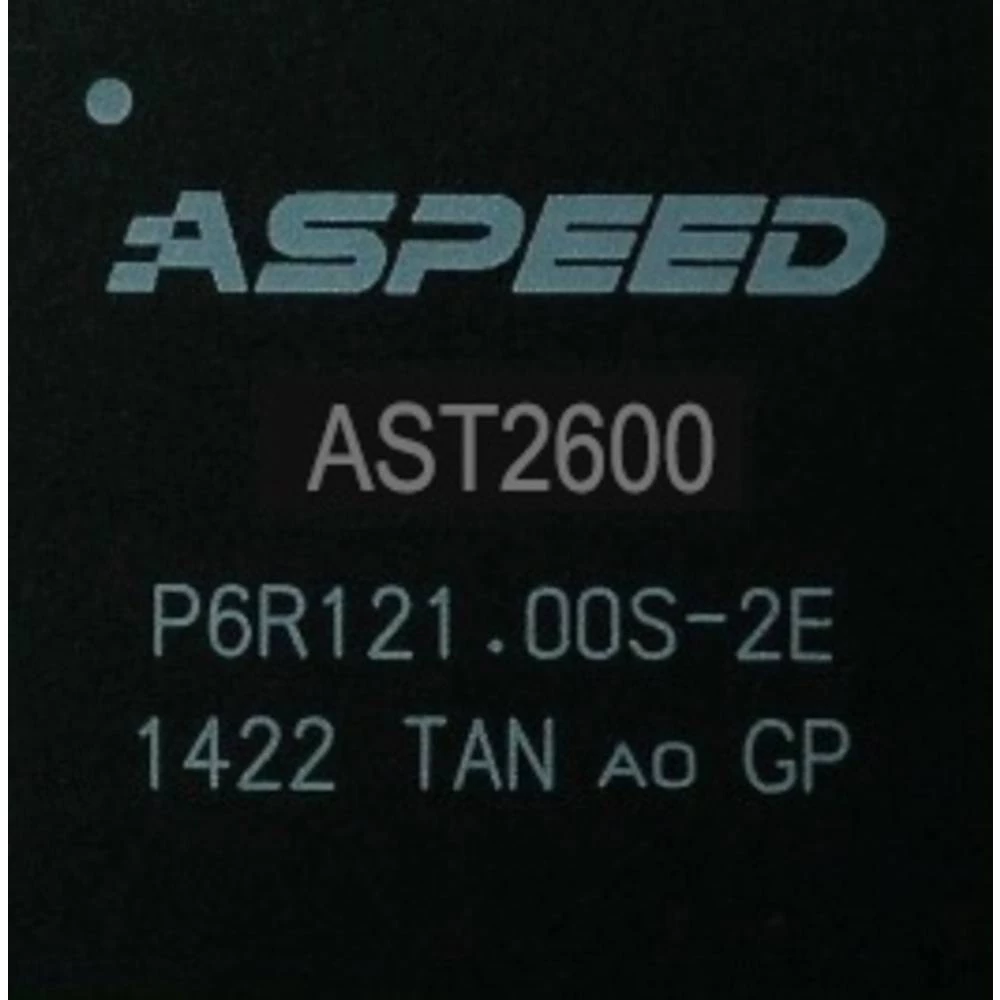 ASPEED
AST2600
P6R121.00S-2E
1422 TAN A0 GP